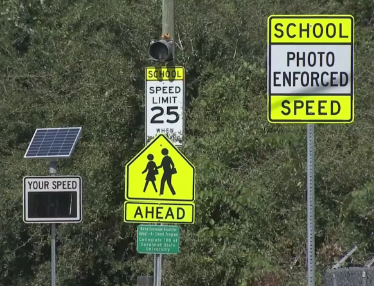 SCHOOL
SPEED
LIMIT
25
WHEN
YOUR SPEED
AHEAD
SCHOOL
PHOTO
ENFORCED
SPEED